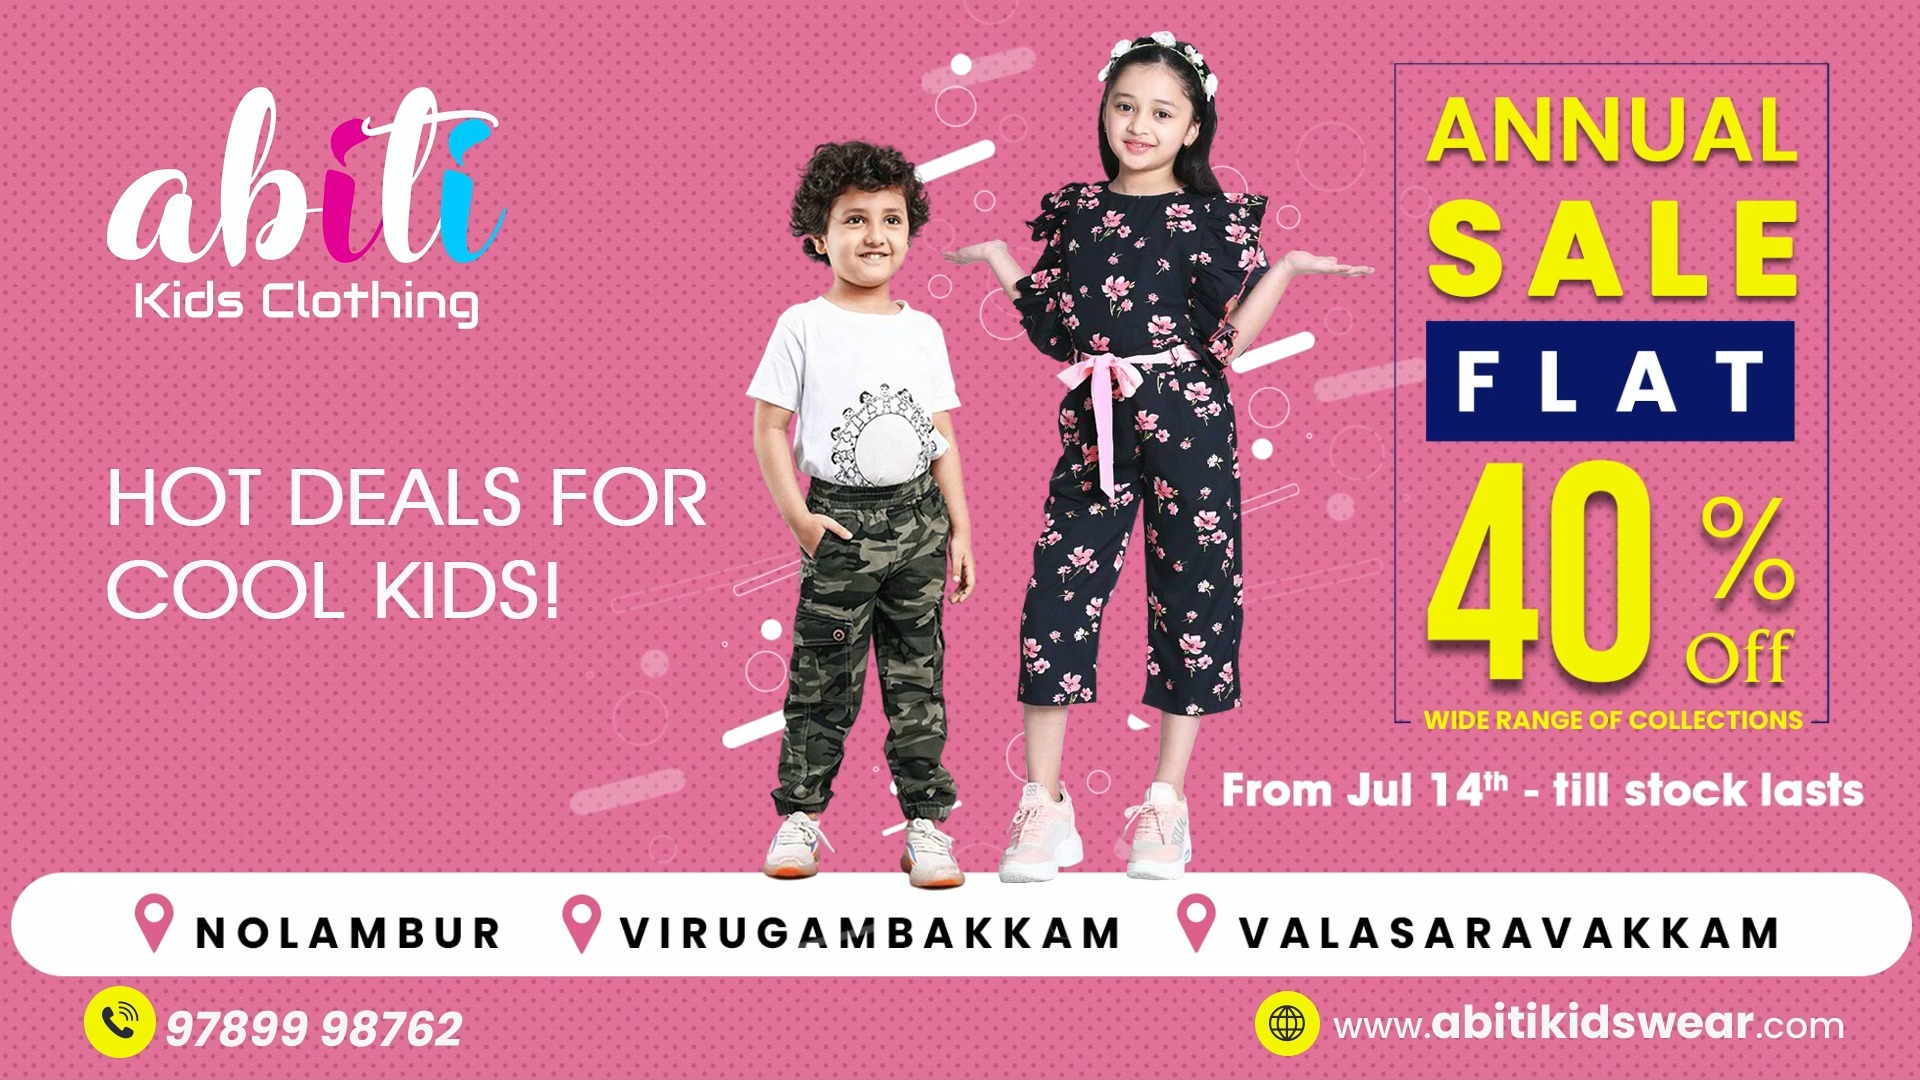 abiti
Kids Clothing
HOT DEALS FOR
COOL KIDS!
ANNUAL
SALE
FLAT
40% Off
WIDE RANGE OF COLLECTIONS
From Jul 14th - till stock lasts
NOLAMBUR
VIRUGAMBAKKAM
VALASARAVAKKAM
97899 98762
www.abitikidswear.com